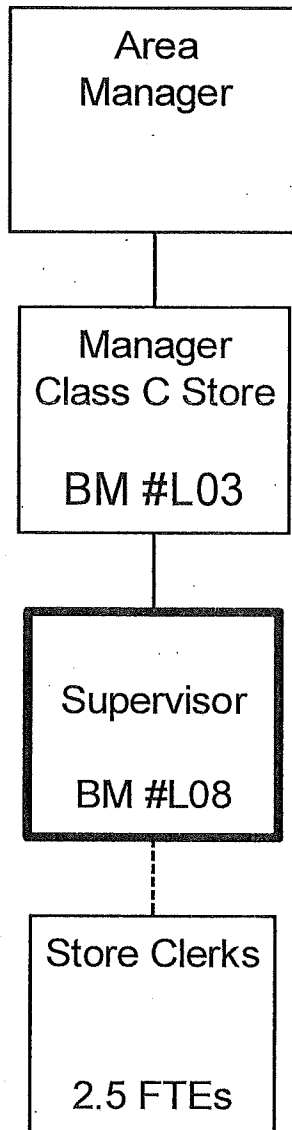 Area
Manager
Manager
Class C Store
BM #L03
Supervisor
BM #L08
Store Clerks
2.5 FTEs